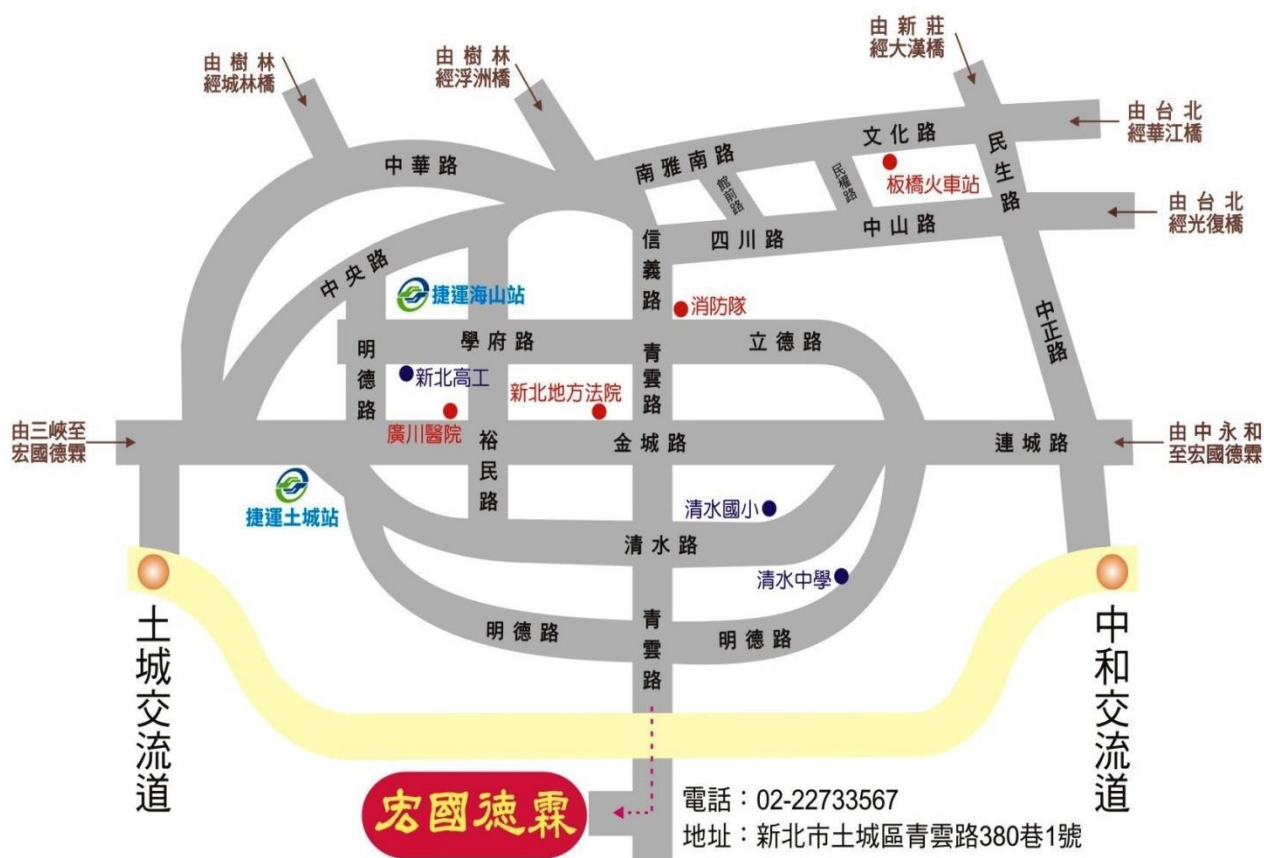 由樹林
經城林橋
由樹林
經浮洲橋
由新莊
經大漢橋
由台北
經華江橋
文化路
民生路
南雅南路
中華路
館前路
民權路
板橋火車站
由台北
經光復橋
中山路
四川路
信義路
中央路
捷運海山站
消防隊
中正路
學府路
立德路
明德路
青雲路
新北高工
新北地方法院
廣川醫院
由三峽至
宏國德霖
裕民路
金城路
連城路
由中永和
至宏國德霖
捷運土城站
清水國小
清水路
清水中學
明德路
青雲路
明德路
土城交流道
中和交流道
宏國德霖
電話：02-22733567
地址：新北市土城區青雲路380巷1號